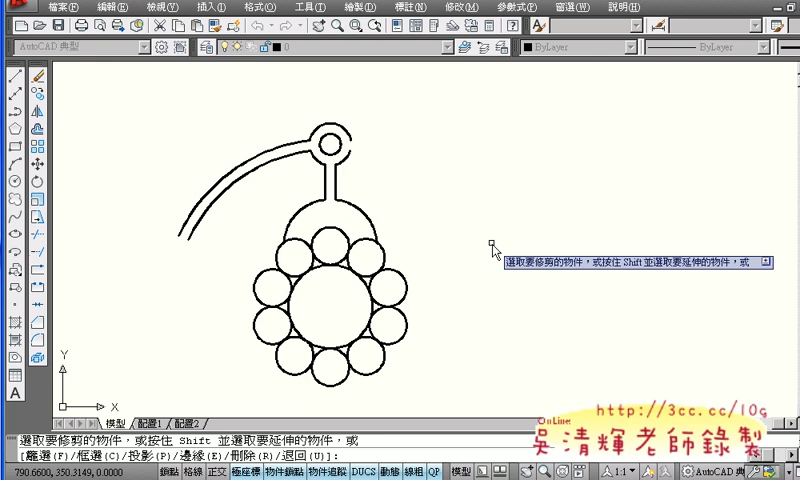 檔案(F) 編輯(E) 檢視(V) 插入(I) 格式(O) 工具(T) 繪製(D) 標註(N) 修改(M) 參數式(P) 視窗(W) 說明(H)
AutoCAD 典型
0
ByLayer
ByLayer
選取要修剪的物件，或按住 Shift 並選取要延伸的物件，或
Y
X
A
模型 配置1 配置2
http://3cc.cc/10g
OnLine
吳清輝老師錄製
選取要修剪的物件，或按住 Shift 並選取要延伸的物件，或
[籬選(F)/框選(C)/投影(P)/邊緣(E)/刪除(R)/退回(U)]:
790.6600, 350.3149, 0.0000 鎖點 格線 正交 極座標 物件鎖點 物件追蹤 DUCS 動態 線粗 QP 模型 1:1 AutoCAD 典型